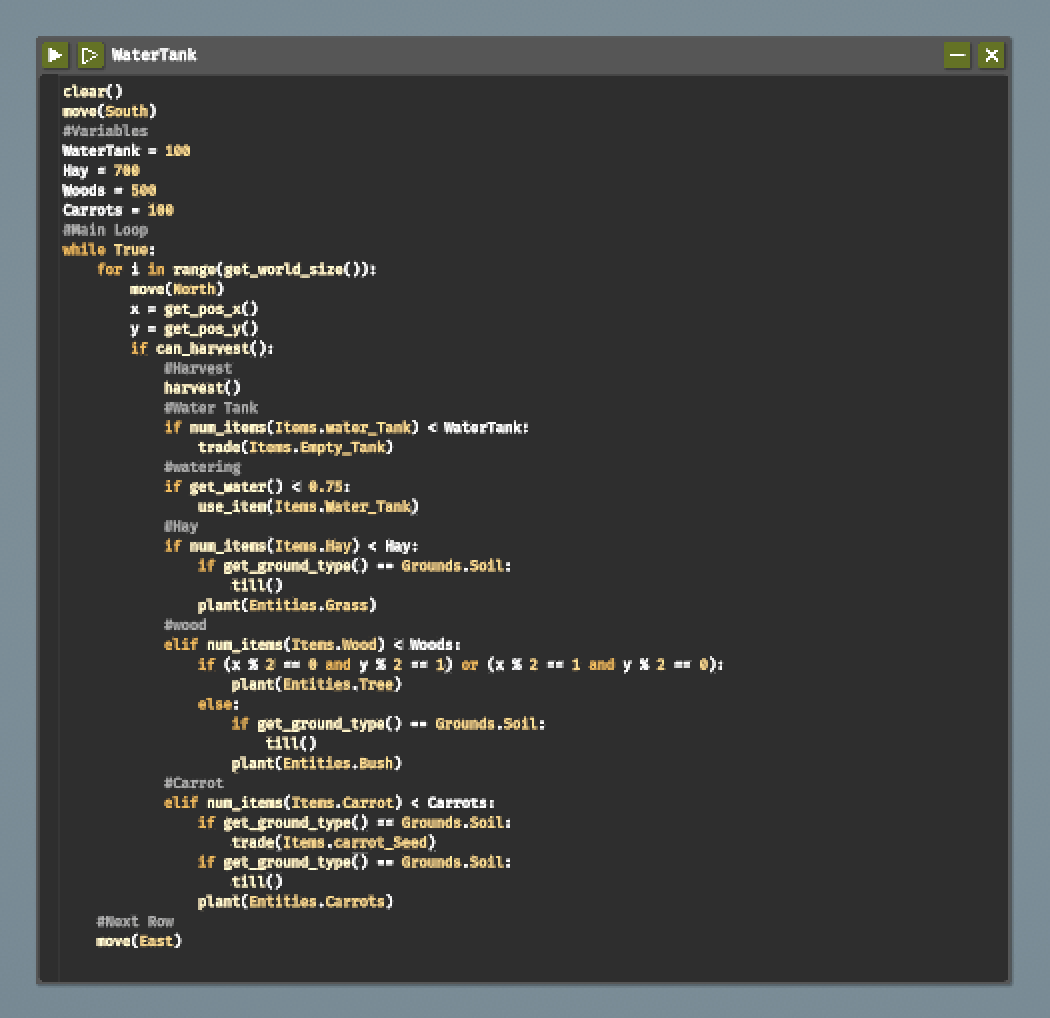 WaterTank
clear()
move(South)
#Variables
WaterTank = 100
Hay = 700
Woods = 500
Carrots = 100
#Main Loop
while True:
    for i in range(get_world_size()):
        move(North)
        x = get_pos_x()
        y = get_pos_y()
        if can_harvest():
            #Harvest
            harvest()
            #Water Tank
            if num_items(Items.water_Tank) < WaterTank:
                trade(Items.Empty_Tank)
            #watering
            if get_water() < 0.75:
                use_item(Items.Water_Tank)
            #Hay
            if num_items(Items.Hay) < Hay:
                if get_ground_type() == Grounds.Soil:
                    till()
                plant(Entities.Grass)
            #wood
            elif num_items(Items.Wood) < Woods:
                if (x % 2 == 0 and y % 2 == 1) or (x % 2 == 1 and y % 2 == 0):
                    plant(Entities.Tree)
                else:
                    if get_ground_type() == Grounds.Soil:
                        till()
                    plant(Entities.Bush)
            #Carrot
            elif num_items(Items.Carrot) < Carrots:
                if get_ground_type() == Grounds.Soil:
                    trade(Items.carrot_Seed)
                if get_ground_type() == Grounds.Soil:
                    till()
                plant(Entities.Carrots)
    #Next Row
    move(East)